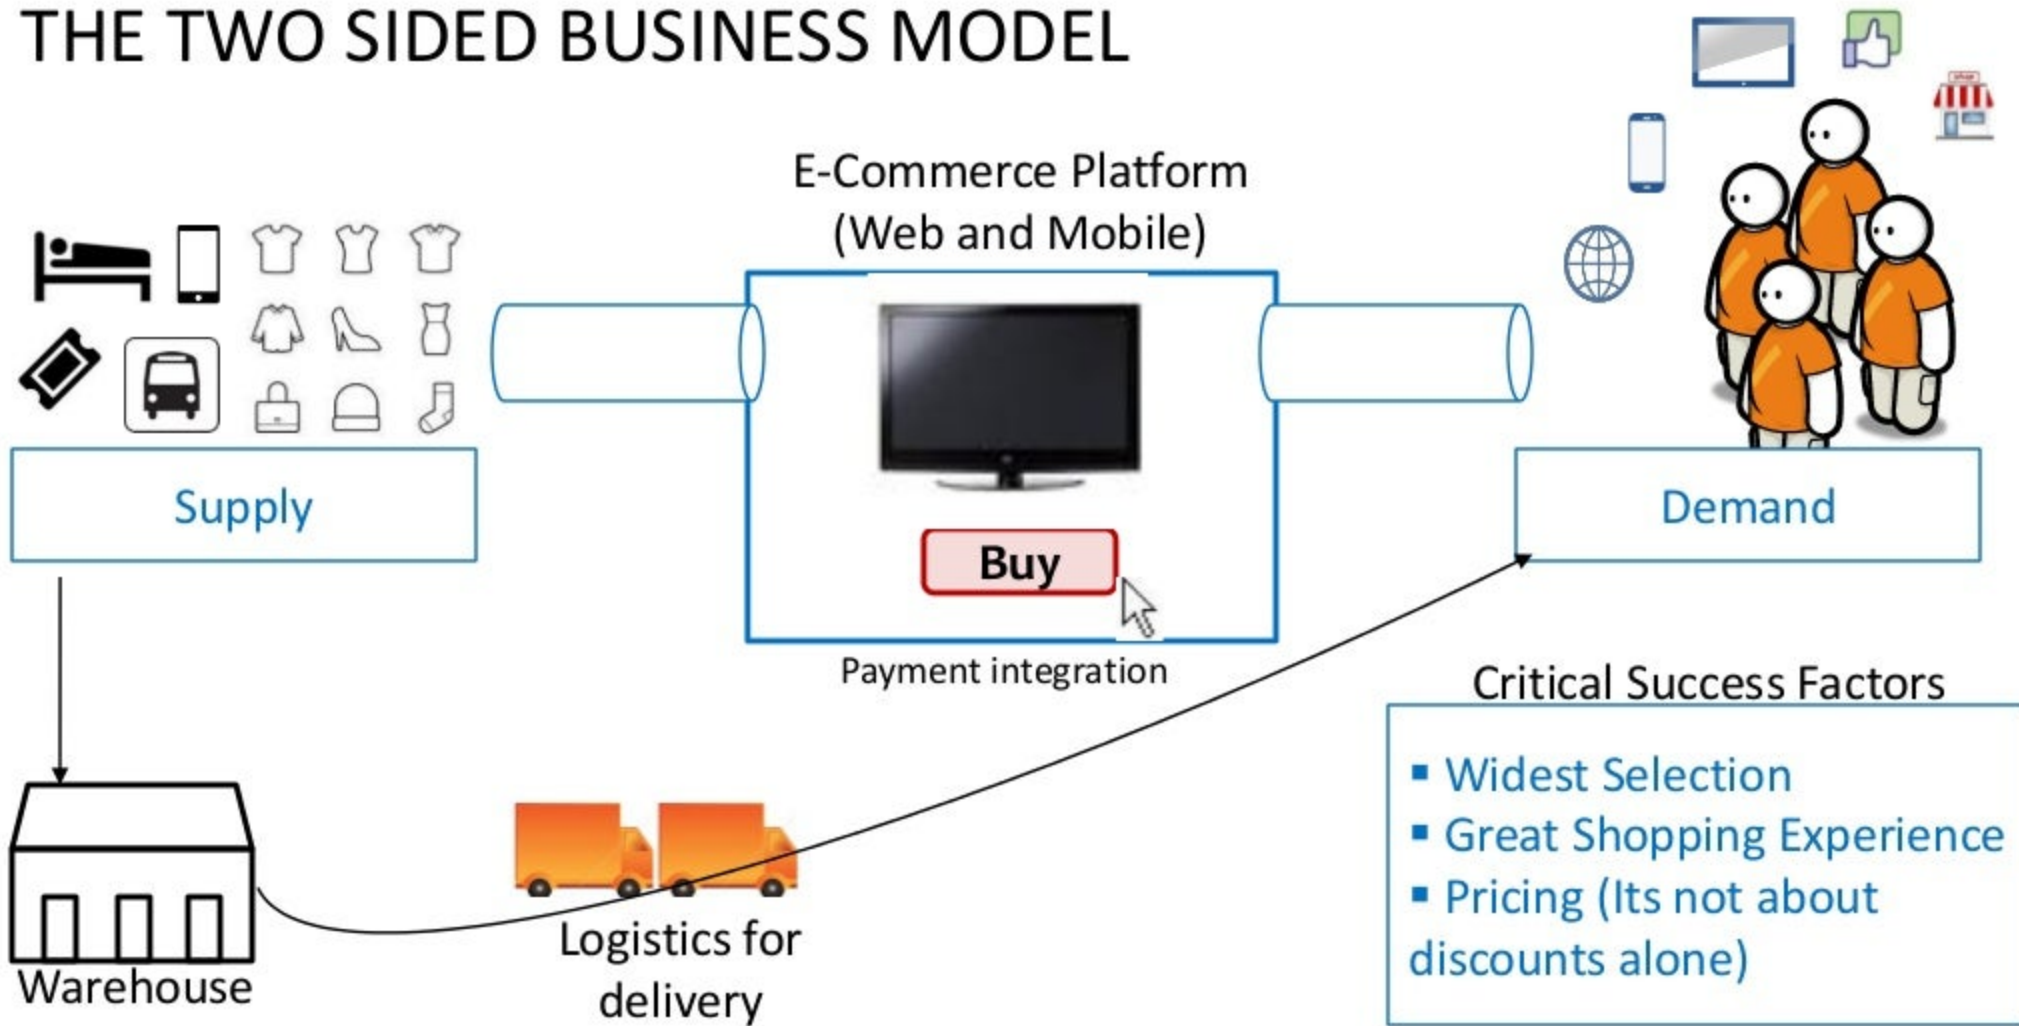 THE TWO SIDED BUSINESS MODEL
E-Commerce Platform
(Web and Mobile)
Supply
Buy
Payment integration
Demand
Warehouse
Logistics for
delivery
Critical Success Factors
▪ Widest Selection
▪ Great Shopping Experience
▪ Pricing (Its not about
discounts alone)